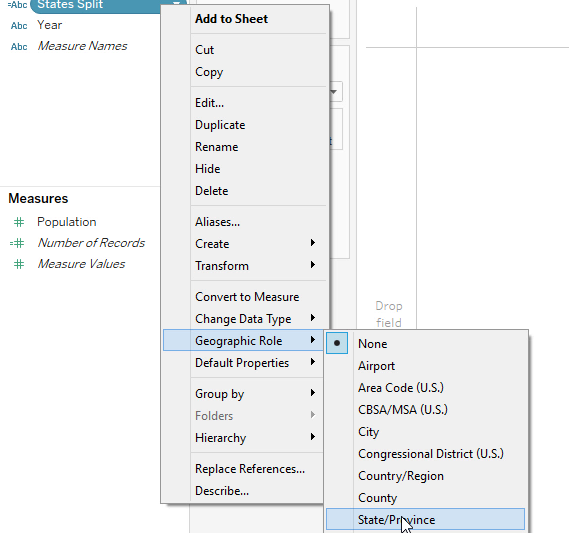 =Abc States Split
Abc Year
Abc Measure Names
Measures
# Population
=# Number of Records
# Measure Values
Add to Sheet
Cut
Copy
Edit...
Duplicate
Rename
Hide
Delete
Aliases...
Create
Transform
Convert to Measure
Change Data Type
Geographic Role
Default Properties
Group by
Folders
Hierarchy
Replace References...
Describe...
Drop
field
None
Airport
Area Code (U.S.)
CBSA/MSA (U.S.)
City
Congressional District (U.S.)
Country/Region
County
State/Province